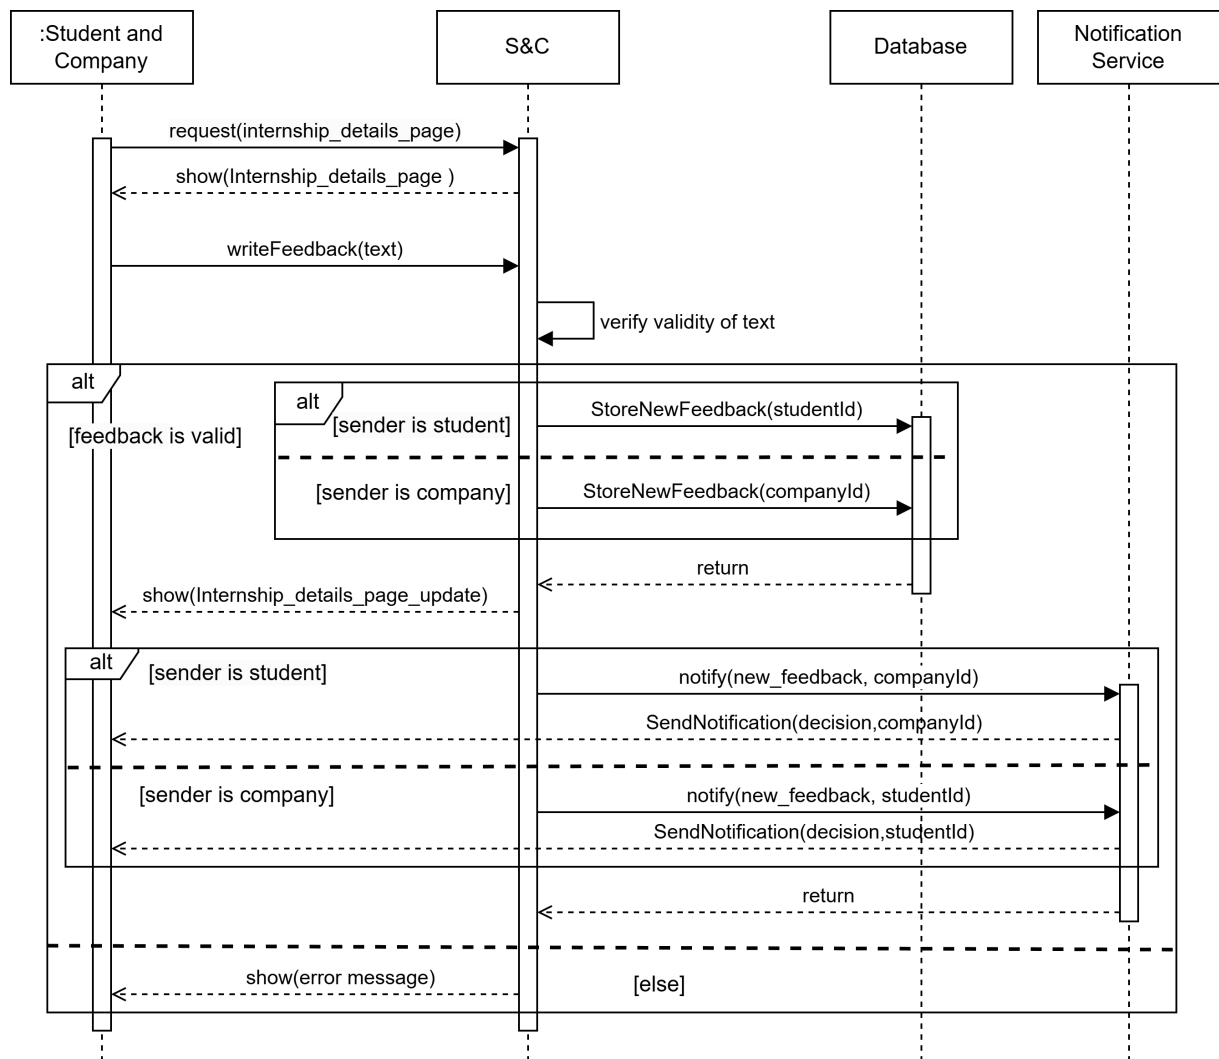 :Student and
Company
S&C
Database
Notification
Service
request(internship_details_page)
show(Internship_details_page )
writeFeedback(text)
verify validity of text
alt
alt
StoreNewFeedback(studentId)
[sender is student]
[feedback is valid]
[sender is company]
StoreNewFeedback(companyId)
return
show(Internship_details_page_update)
alt
[sender is student]
notify(new_feedback, companyId)
SendNotification(decision,companyId)
[sender is company]
notify(new_feedback, studentId)
SendNotification(decision,studentId)
return
show(error message)
[else]